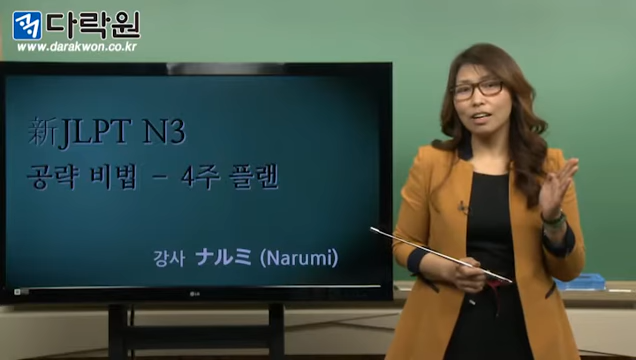 다락원
www.darakwon.co.kr
新JLPT N3
공략 비법 – 4주 플랜
강사 ナルミ (Narumi)
LG